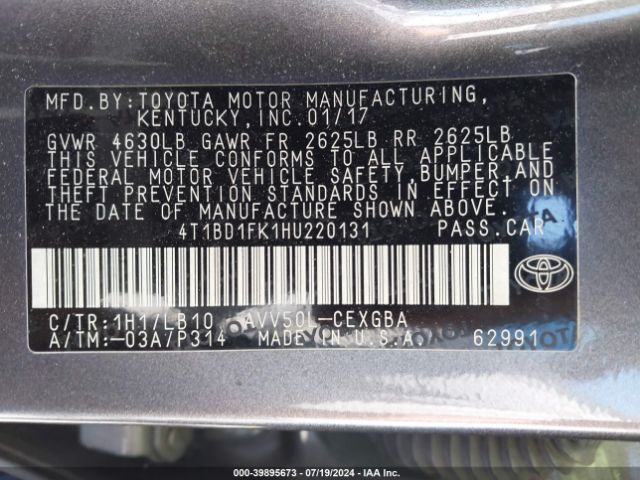 MFD.BY:TOYOTA MOTOR MANUFACTURING,
KENTUCKY,INC.01/17
GVWR 4630LB GAWR FR 2625LB RR 2625LB
THIS VEHICLE CONFORMS TO ALL APPLICABLE
FEDERAL MOTOR VEHICLE SAFETY,BUMPER,AND
THEFT PREVENTION STANDARDS IN EFFECT ON
THE DATE OF MANUFACTURE SHOWN ABOVE.
4T1BD1FK1HU220131 PASS.CAR
C/TR:1H1/LB10 AVV50L-CEXGBA
A/TM:-03A/P314 MADE IN U.S.A. 62991
000-39895673 / 07/19/2024 / IAA Inc.